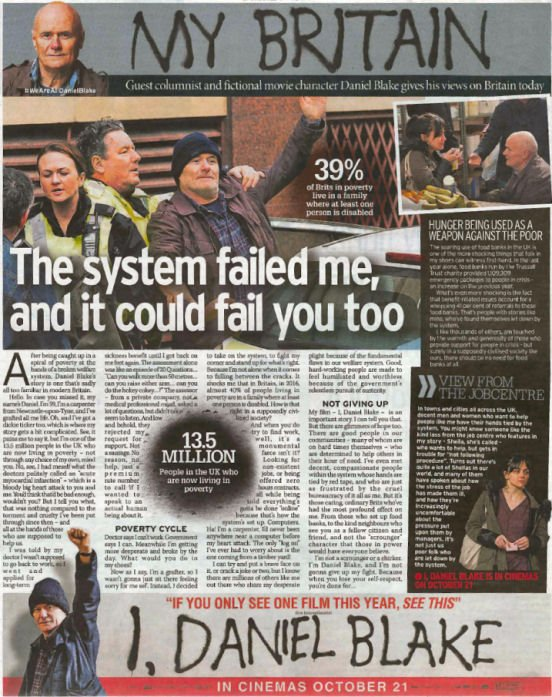 MY BRITAIN
#WeAreAllDanielBlake
Guest columnist and fictional movie character Daniel Blake gives his views on Britain today
39%
of Brits in poverty
live in a family
where at least one
person is disabled
The system failed me,
and it could fail you too
After being caught up in a
spiral of poverty at the
hands of a broken welfare
system, Daniel Blake's
story is one that's sadly
all too familiar in modern Britain.
Hello. In case you missed it, my
name's Daniel. I'm 59, I'm a carpenter
from Newcastle-upon-Tyne, and I've
grafted all me life. Oh, and I've got a
dickie ticker too, which is where my
story gets a bit complicated. See, it
pains me to say it, but I'm one of the
13.5 million people in the UK who
are now living in poverty – not
through any choice of my own, mind
you. No, see, I had meself what the
doctors politely called an "acute
myocardial infarction" – which is a
bloody big heart attack to you and
me. You'd think that'd be bad enough,
wouldn't you? But I tell you what,
that was nothing compared to the
torment and cruelty I've been put
through since then – and
all at the hands of those
who are supposed to
help us.
I was told by my
doctor I wasn't supposed
to go back to work, so I
went and
applied for
long-term
sickness benefit until I get back on
me feet again. The assessment alone
was like an episode of 20 Questions...
"Can you walk more than 50 metres...
can you raise either arm... can you
do the hokey cokey..." The assessor
– from a private company, not a
medical professional – well, asked a
lot of questions, but didn't take
seem to listen. And low
and behold, they
rejected my
request for
support. Not
a sausage. No
reason, no
help, just a
premium
rate number
to call if I
wanted to
speak to an
actual human
being about it.
13.5
MILLION
People in the UK who
are now living in
poverty
POVERTY CYCLE
Doctor says I can't work. Government
says I can. Meanwhile I'm getting
more desperate and broke by the
day. What would you do in
my shoes?
Now as I say, I'm a grafter, so I
wasn't gonna just sit there feeling
sorry for me self. Instead, I decided
to take on the system, to fight my
corner and stand up for what's right.
Because I'm not alone when it comes
to falling between the cracks. It
shocks me that in Britain, in 2016,
almost 40% of people living in
poverty are in a family where at least
one person is disabled. How is that
right in a supposedly civi-
lised society?
And when you do
try to find work,
well, it's a
monumental
farce isn't it?
Looking for
non-existent
jobs, or being
offered zero
hours contracts,
all while being
told everything's
gotta be done 'online'
because that's how the
system's set up. Computers.
Ha! I'm a carpenter. I'd never been
anywhere near a computer before
my heart attack. The only 'log on'
I've ever had to worry about is the
one coming from a timber yard!
I can try and put a brave face on
it, or crack a joke or two, but I know
there are millions of others like me
out there who share my desperate
plight because of the fundamental
flaws in our welfare system. Good,
hard-working people are made to
feel humiliated and worthless
because of the government's
relentless pursuit of austerity.
NOT GIVING UP
My film – I, Daniel Blake – is an
important story I can tell you that.
But there are glimpses of hope too.
There are good people in our
communities – many of whom are
on hard times themselves – who
are determined to help others in
their hour of need. I've even met
decent, compassionate people
within the system whose hands are
tied by red tape, and who are just
as frustrated by the cruel
bureaucracy of it all as me. But it's
those caring, ordinary Brits who've
had the most profound effect on
me. From those who set up food
banks, to the kind neighbours who
see you as a fellow citizen and
friend, and not the 'scrounger'
character that those in power
would have everyone believe.
I'm not a scrounger or a shirker.
I'm Daniel Blake, and I'm not
gonna give up my fight. Because
when you lose your self-respect,
you're done for...
HUNGER BEING USED AS A
WEAPON AGAINST THE POOR
The soaring use of food banks in the UK is
one of the more shocking things that folk in
my shoes can witness first hand. In the last
year alone, food banks run by the Trussell
Trust charity provided 1,109,309
emergency packages to people in crisis –
an increase on the previous year.
What's even more shocking is the fact
that benefit-related issues account for a
whopping 41 per cent of referrals to these
food banks. That's people with stories like
mine, who've found themselves let down by
the system.
I, like thousands of others, am touched
by the warmth and generosity of those who
provide support for people in crisis – but
surely in a supposedly civilised society like
ours, there should be no need for food
banks at all.
VIEW FROM
THE JOBCENTRE
In towns and cities all across the UK,
decent men and women who want to help
people like me have their hands tied by the
system. You might know someone like the
kind lass from the job centre who features in
my story – Sheila, she's called –
who wants to help, but gets in
trouble for "not following
procedure". Turns out there's
quite a lot of Sheilas in our
world, and many of them
have spoken about how
the stress of the job
has made them ill,
and how they're
increasingly
uncomfortable
about the
pressure put
upon them by
managers. It's
not just us
poor folk who
are let down by
the system.
I, DANIEL BLAKE IS IN CINEMAS
ON OCTOBER 21
"IF YOU ONLY SEE ONE FILM THIS YEAR, SEE THIS"
I, DANIEL BLAKE
IN CINEMAS OCTOBER 21